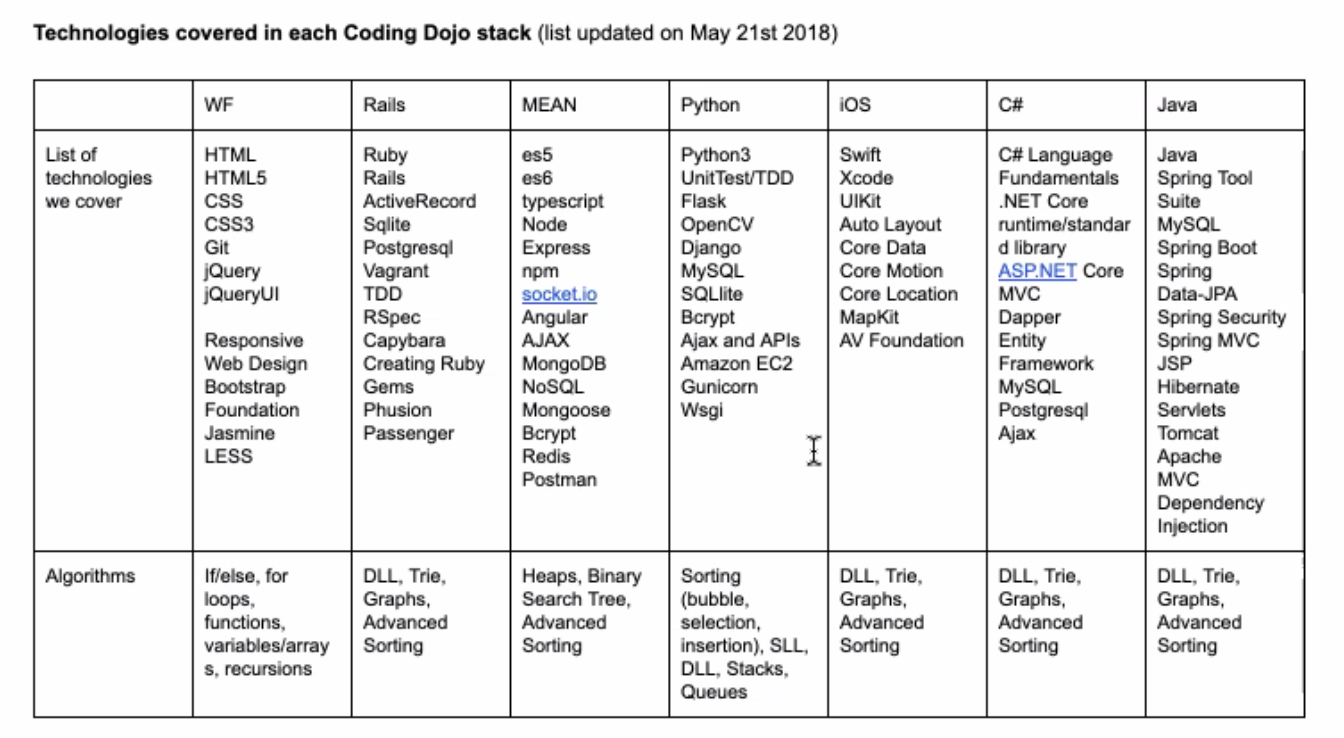 Technologies covered in each Coding Dojo stack (list updated on May 21st 2018)
WF
Rails
MEAN
Python
iOS
C#
Java
List of
technologies
we cover
HTML
HTML5
CSS
CSS3
Git
jQuery
jQueryUI
Responsive
Web Design
Bootstrap
Foundation
Jasmine
LESS
Ruby
Rails
ActiveRecord
Sqlite
Postgresql
Vagrant
TDD
RSpec
Capybara
Creating Ruby
Gems
Phusion
Passenger
es5
es6
typescript
Node
Express
npm
socket.io
Angular
AJAX
MongoDB
NoSQL
Mongoose
Bcrypt
Redis
Postman
Python3
UnitTest/TDD
Flask
OpenCV
Django
MySQL
SQLlite
Bcrypt
Ajax and APIs
Amazon EC2
Gunicorn
Wsgi
Swift
Xcode
UIKit
Auto Layout
Core Data
Core Motion
Core Location
MapKit
AV Foundation
C# Language
Fundamentals
.NET Core
runtime/standar
d library
ASP.NET Core
MVC
Dapper
Entity
Framework
MySQL
Postgresql
Ajax
Java
Spring Tool
Suite
MySQL
Spring Boot
Spring
Data-JPA
Spring Security
Spring MVC
JSP
Hibernate
Servlets
Tomcat
Apache
MVC
Dependency
Injection
Algorithms
If/else, for
loops,
functions,
variables/array
s, recursions
DLL, Trie,
Graphs,
Advanced
Sorting
Heaps, Binary
Search Tree,
Advanced
Sorting
Sorting
(bubble,
selection,
insertion), SLL,
DLL, Stacks,
Queues
DLL, Trie,
Graphs,
Advanced
Sorting
DLL, Trie,
Graphs,
Advanced
Sorting
DLL, Trie,
Graphs,
Advanced
Sorting